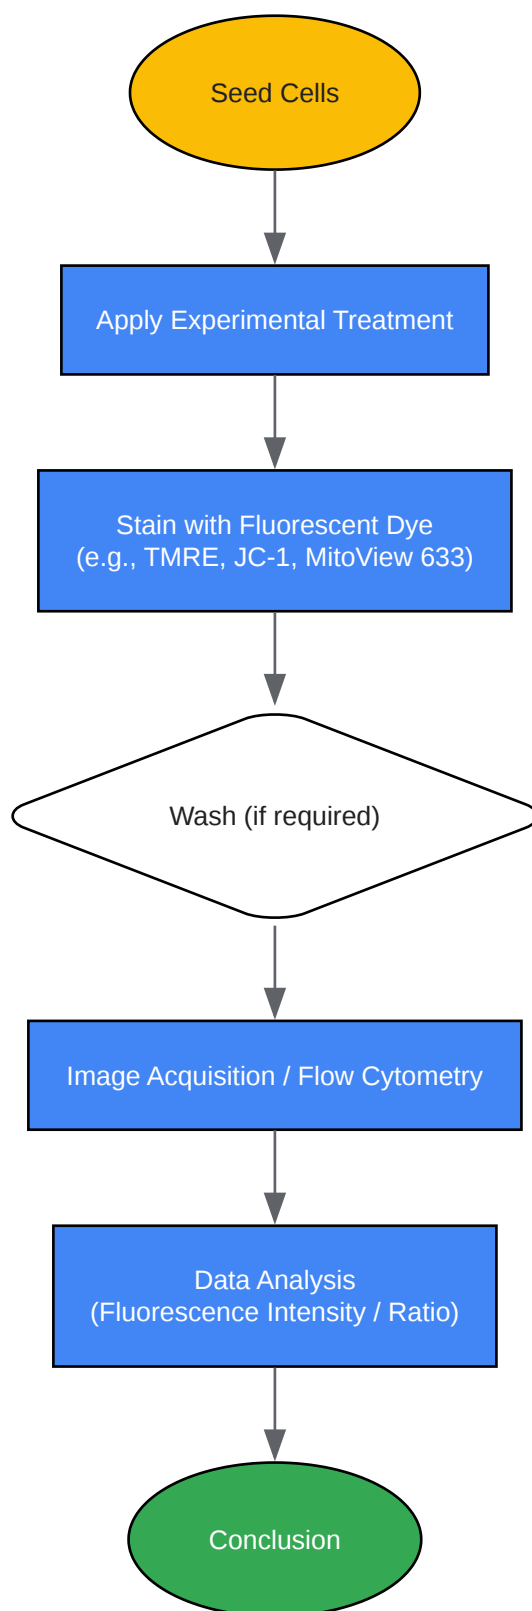 Seed Cells
Apply Experimental Treatment
Stain with Fluorescent Dye
(e.g., TMRE, JC-1, MitoView 633)
Wash (if required)
Image Acquisition / Flow Cytometry
Data Analysis
(Fluorescence Intensity / Ratio)
Conclusion